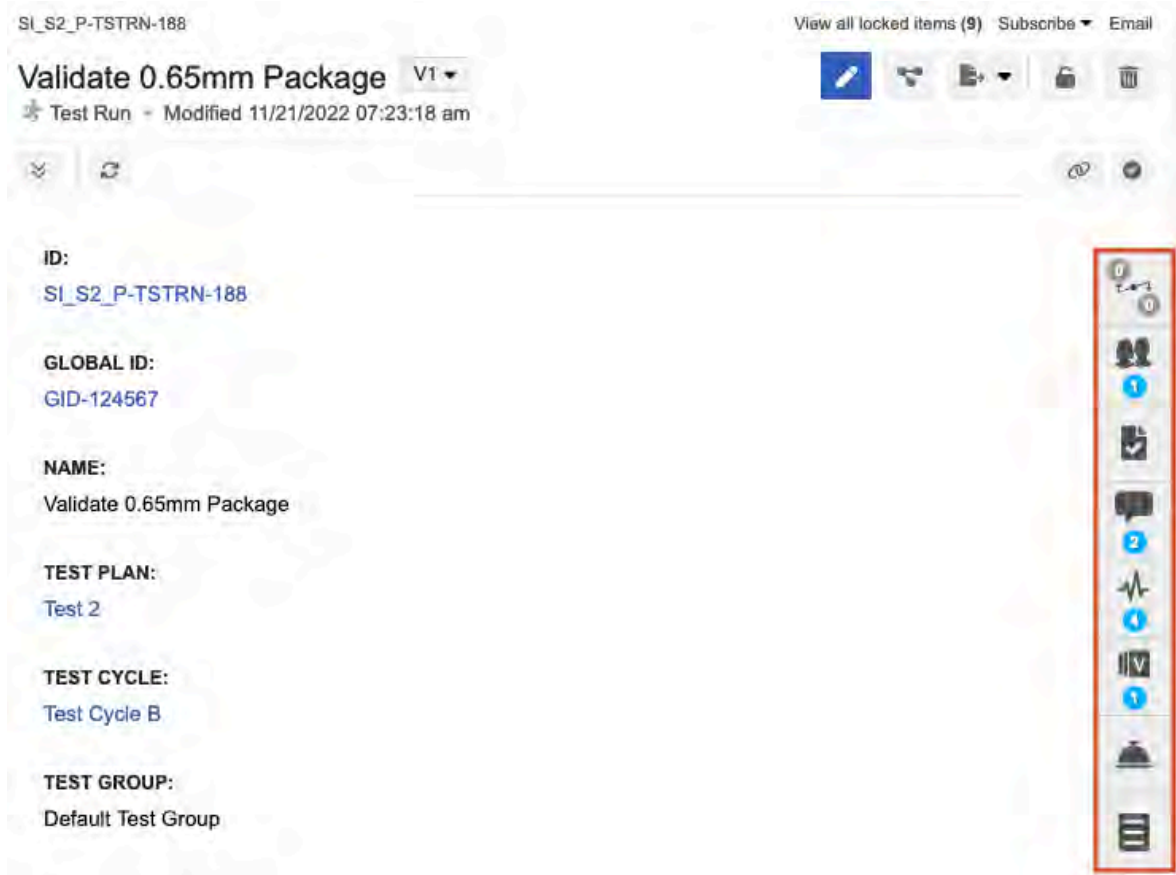 SI_S2_P-TSTRN-188
View all locked items (9) Subscribe Email
Validate 0.65mm Package V1
Test Run - Modified 11/21/2022 07:23:18 am
ID:
SI_S2_P-TSTRN-188
GLOBAL ID:
GID-124567
NAME:
Validate 0.65mm Package
TEST PLAN:
Test 2
TEST CYCLE:
Test Cycle B
TEST GROUP:
Default Test Group
0
0
1
2
4
V
1